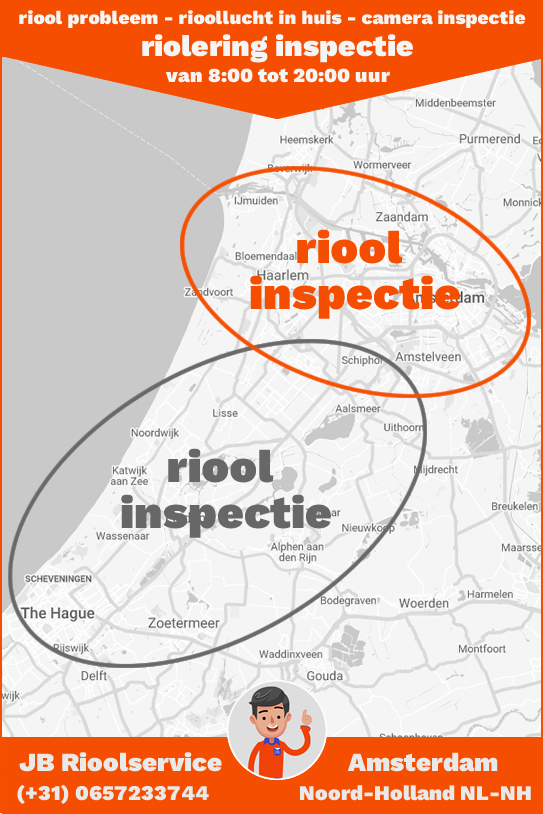 riool probleem - rioollucht in huis - camera inspectie
riolering inspectie
van 8:00 tot 20:00 uur
Middenbeemster
Heemskerk
Purmerend
Beverwijk
Wormerveer
IJmuiden
Monnick
Zaandam
riool
Bloemendaal
Haarlem
Zandvoort
inspectie
Amsterdam
Schiphol
Amstelveen
Lisse
Aalsmeer
Uithoorn
Noordwijk
riool
Katwijk
aan Zee
Mijdrecht
inspectie
Nieuwkoop
Breukelen
Wassenaar
Alphen aan
den Rijn
Maarsse
SCHEVENINGEN
Harmelen
Bodegraven
Woerden
The Hague
Zoetermeer
Rijswijk
Waddinxveen
Montfoort
Delft
Gouda
wijk
JB Rioolservice
Amsterdam
(+31) 0657233744
Noord-Holland NL-NH